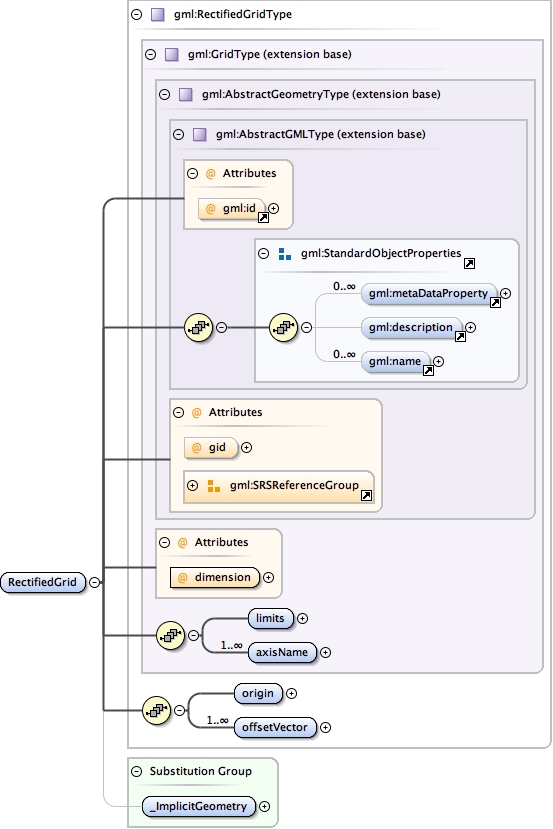 gml:RectifiedGridType
gml:GridType (extension base)
gml:AbstractGeometryType (extension base)
gml:AbstractGMLType (extension base)
@ Attributes
@ gml:id
gml:StandardObjectProperties
0..∞
gml:metaDataProperty
gml:description
0..∞
gml:name
@ Attributes
@ gid
gml:SRSReferenceGroup
@ Attributes
@ dimension
RectifiedGrid
limits
1..∞
axisName
origin
1..∞
offsetVector
Substitution Group
_ImplicitGeometry